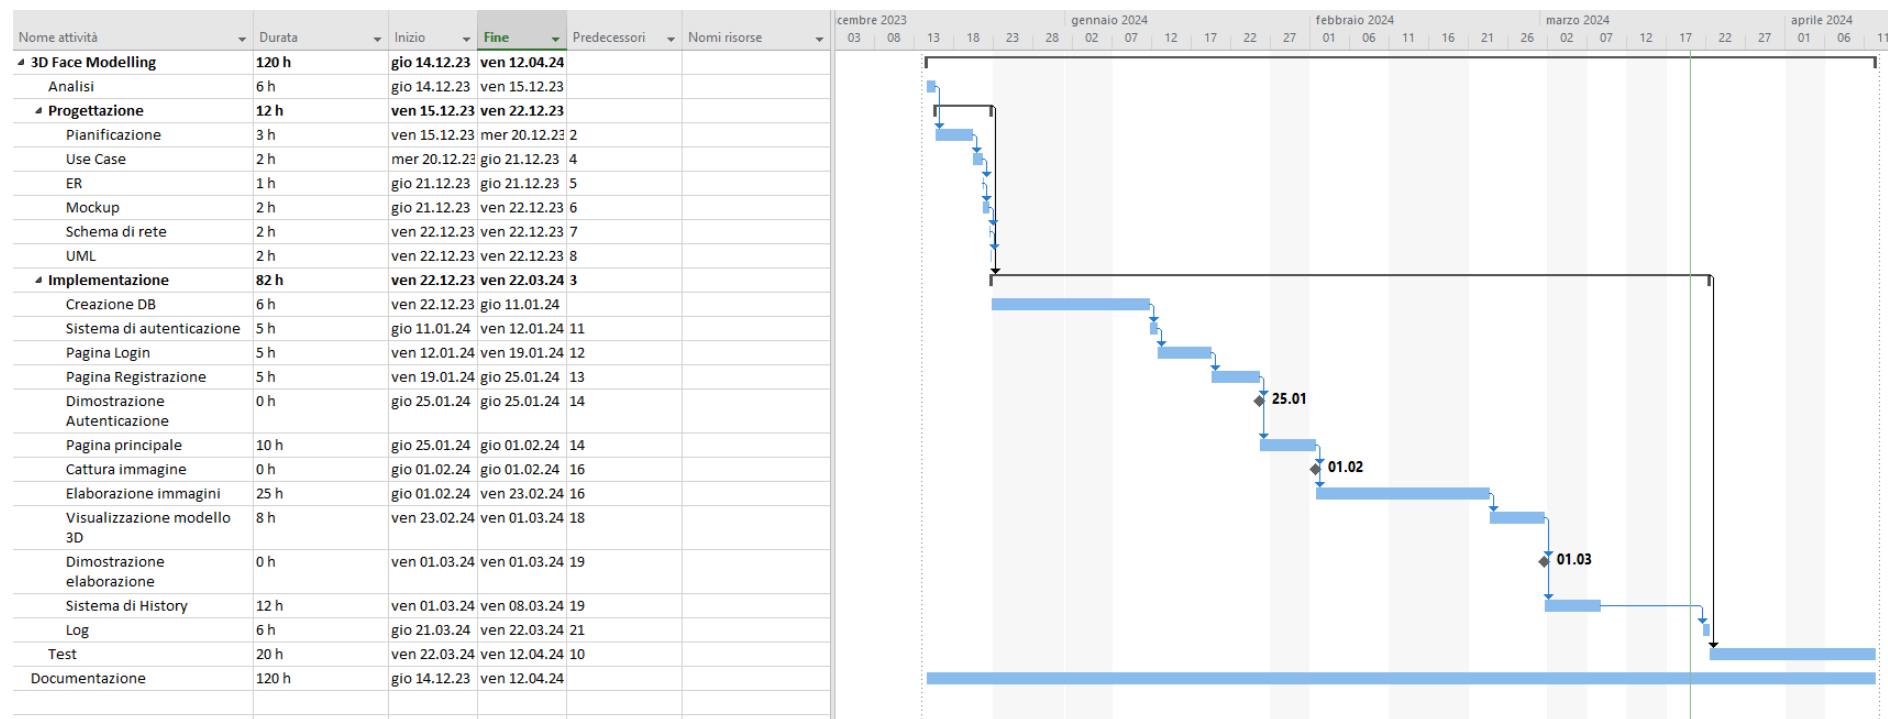 cembre 2023 gennaio 2024 febbraio 2024 marzo 2024 aprile 2024
Nome attività Durata Inizio Fine Predecessori Nomi risorse 03 08 13 18 23 28 02 07 12 17 22 27 01 06 11 16 21 26 02 07 12 17 22 27 01 06 11
3D Face Modelling 120 h gio 14.12.23 ven 12.04.24
Analisi 6 h gio 14.12.23 ven 15.12.23
Progettazione 12 h ven 15.12.23 ven 22.12.23
Pianificazione 3 h ven 15.12.23 mer 20.12.23 2
Use Case 2 h mer 20.12.23 gio 21.12.23 4
ER 1 h gio 21.12.23 gio 21.12.23 5
Mockup 2 h gio 21.12.23 ven 22.12.23 6
Schema di rete 2 h ven 22.12.23 ven 22.12.23 7
UML 2 h ven 22.12.23 ven 22.12.23 8
Implementazione 82 h ven 22.12.23 ven 22.03.24 3
Creazione DB 6 h ven 22.12.23 gio 11.01.24
Sistema di autenticazione 5 h gio 11.01.24 ven 12.01.24 11
Pagina Login 5 h ven 12.01.24 ven 19.01.24 12
Pagina Registrazione 5 h ven 19.01.24 gio 25.01.24 13
Dimostrazione 0 h gio 25.01.24 gio 25.01.24 14 25.01
Autenticazione
Pagina principale 10 h gio 25.01.24 gio 01.02.24 14
Cattura immagine 0 h gio 01.02.24 gio 01.02.24 16 01.02
Elaborazione immagini 25 h gio 01.02.24 ven 23.02.24 16
Visualizzazione modello 8 h ven 23.02.24 ven 01.03.24 18
3D
Dimostrazione 0 h ven 01.03.24 ven 01.03.24 19 01.03
elaborazione
Sistema di History 12 h ven 01.03.24 ven 08.03.24 19
Log 6 h gio 21.03.24 ven 22.03.24 21
Test 20 h ven 22.03.24 ven 12.04.24 10
Documentazione 120 h gio 14.12.23 ven 12.04.24